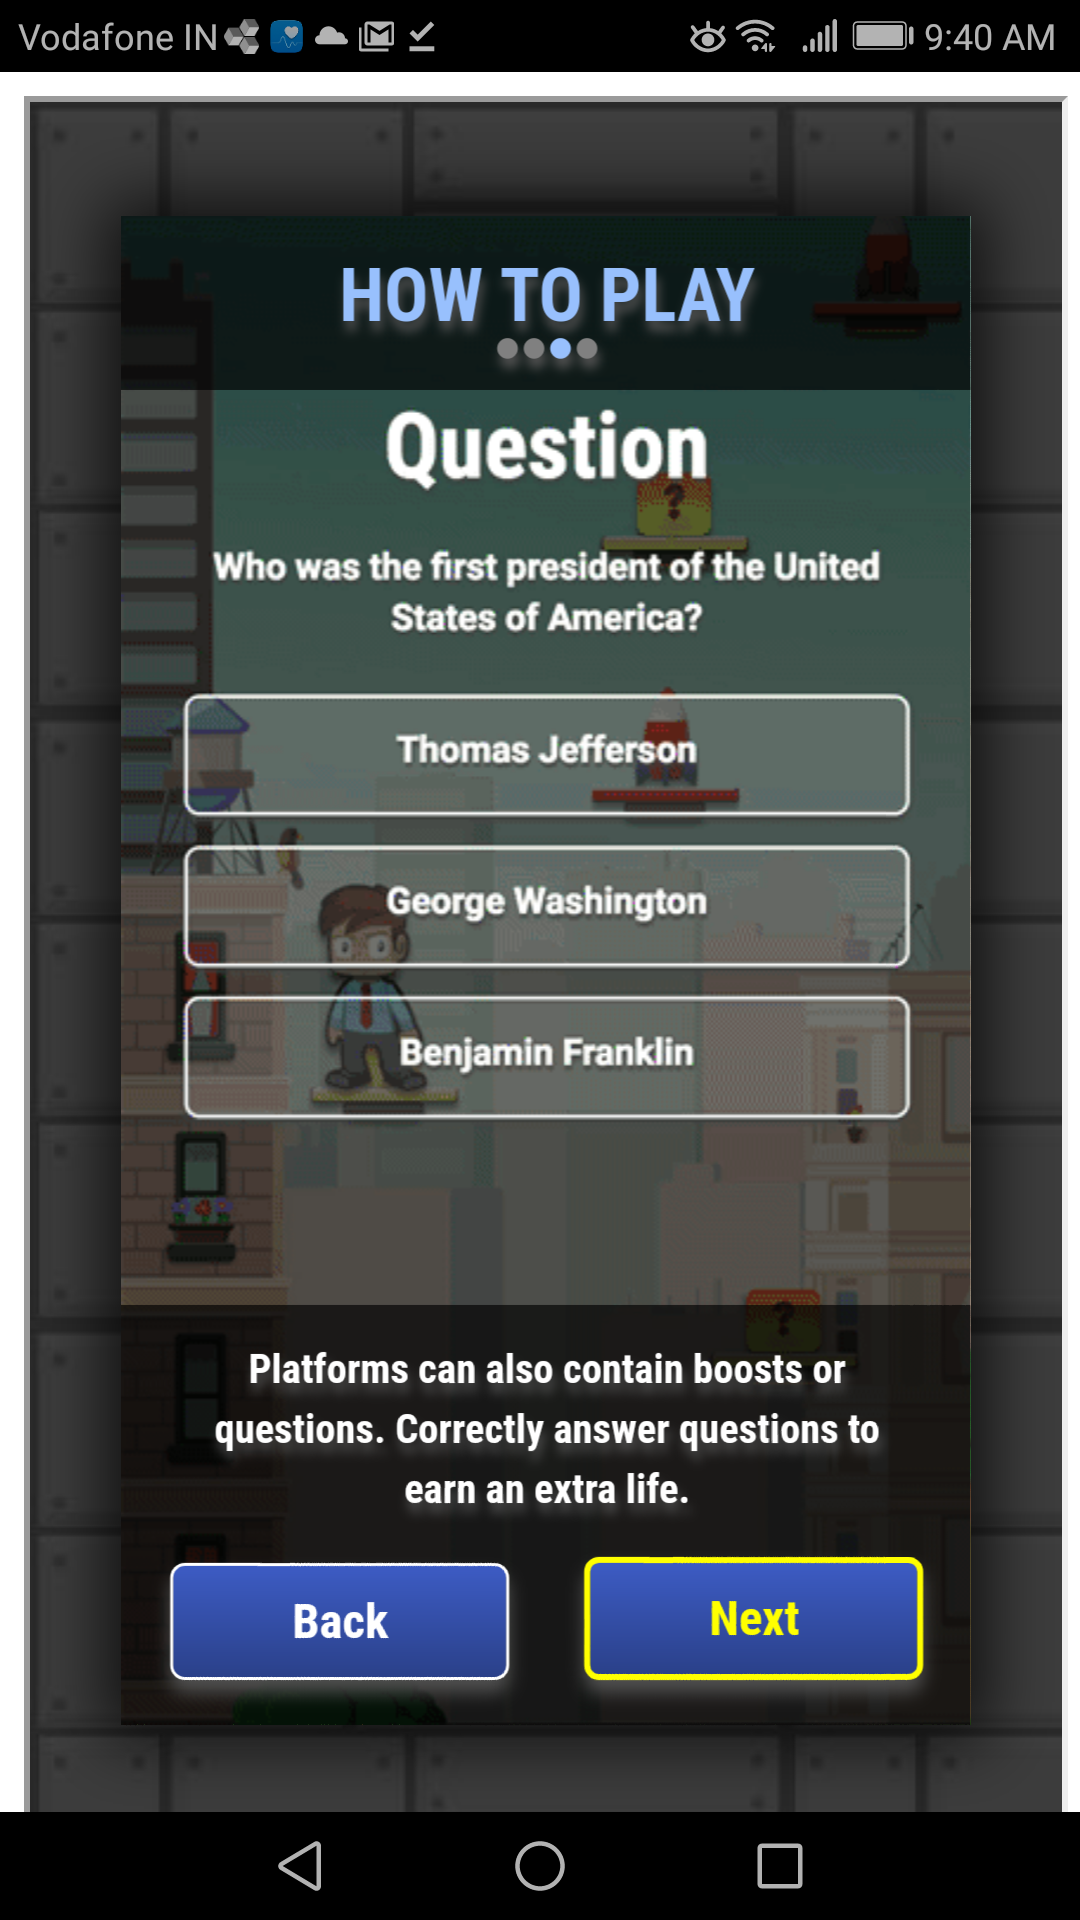 Vodafone IN 9:40 AM
HOW TO PLAY
Question
?
Who was the first president of the United
States of America?
Thomas Jefferson
George Washington
Benjamin Franklin
?
Platforms can also contain boosts or
questions. Correctly answer questions to
earn an extra life.
Back Next